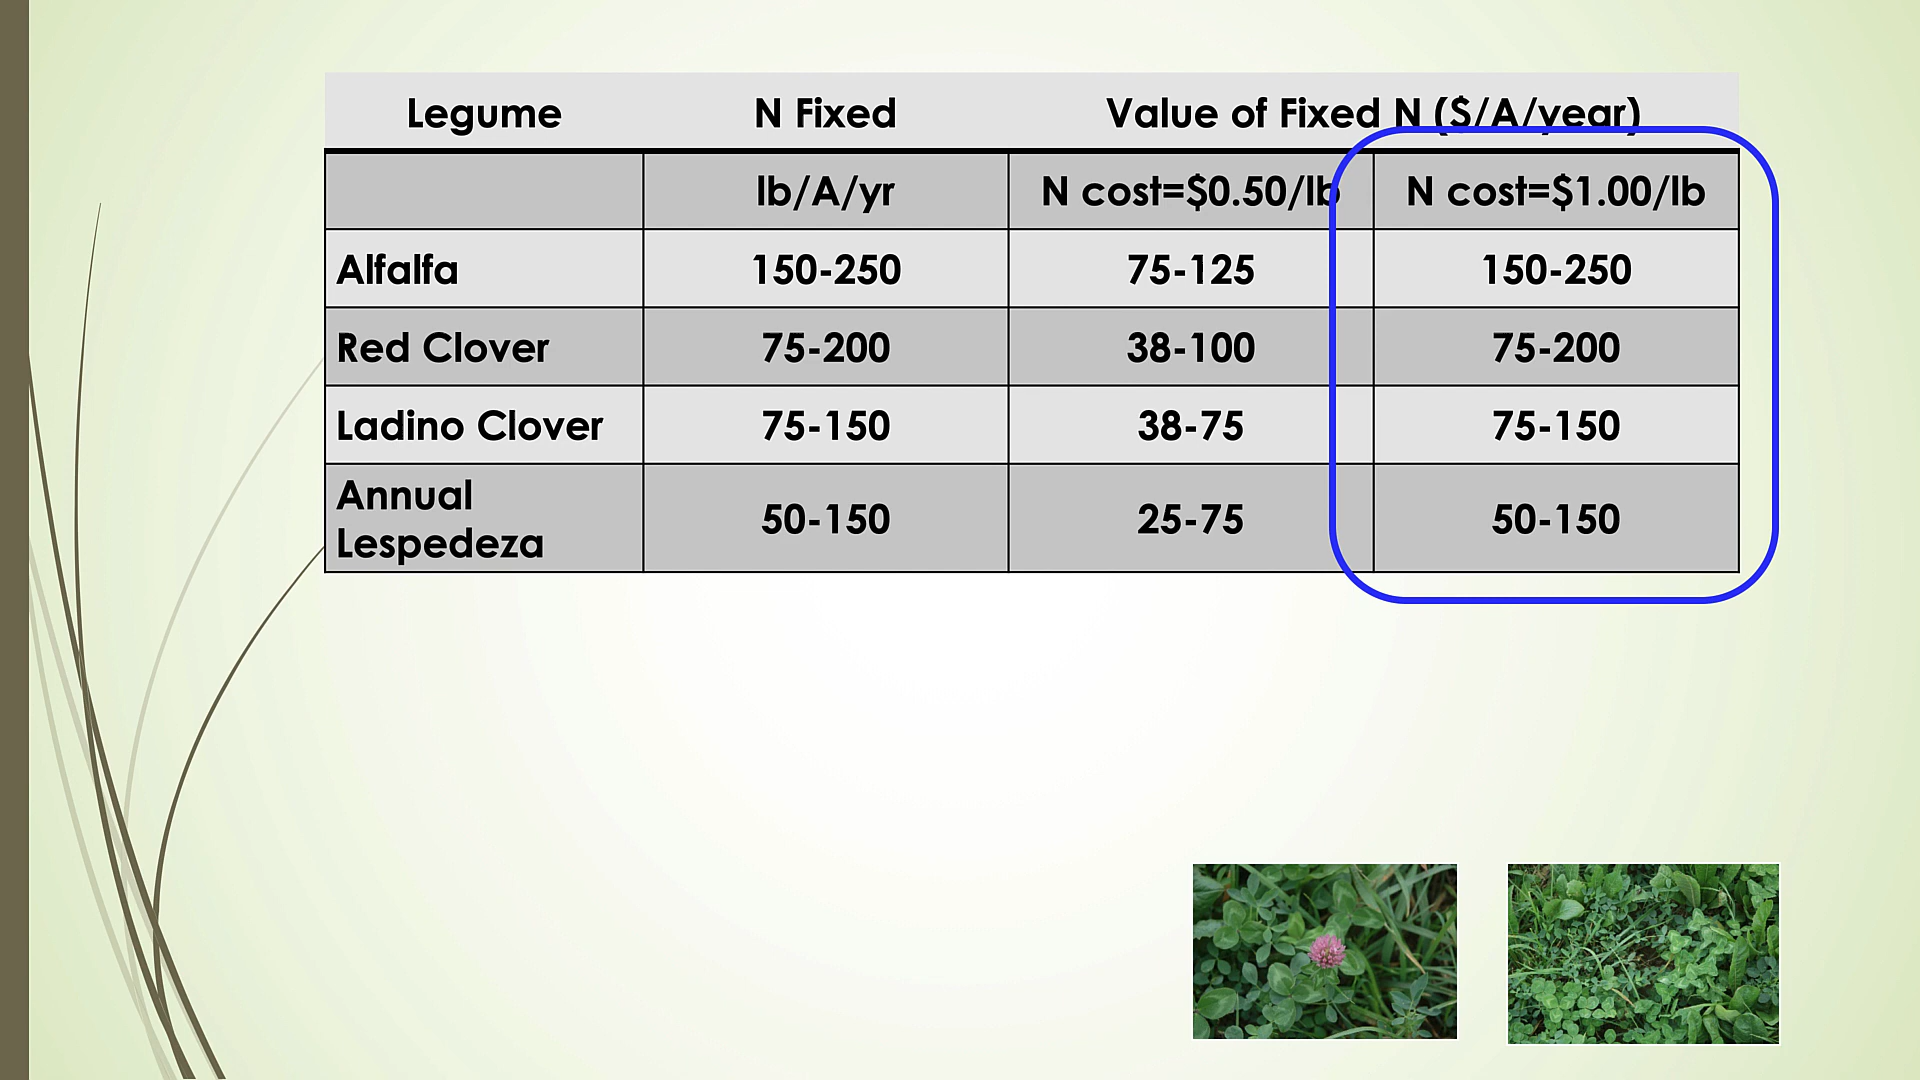 Legume N Fixed Value of Fixed N ($/A/year)
lb/A/yr N cost=$0.50/lb N cost=$1.00/lb
Alfalfa 150-250 75-125 150-250
Red Clover 75-200 38-100 75-200
Ladino Clover 75-150 38-75 75-150
Annual
Lespedeza 50-150 25-75 50-150